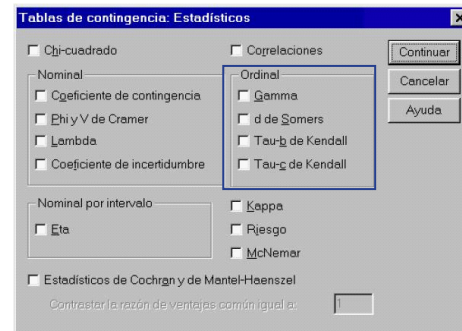 Tablas de contingencia: Estadísticos
Chi-cuadrado
Correlaciones
Continuar
Nominal
Coeficiente de contingencia
Phi y V de Cramer
Lambda
Coeficiente de incertidumbre
Ordinal
Gamma
d de Somers
Tau-b de Kendall
Tau-c de Kendall
Cancelar
Ayuda
Nominal por intervalo
Eta
Kappa
Riesgo
McNemar
Estadísticos de Cochran y de Mantel-Haenszel
Contrastar la razón de ventajas común igual a:
1